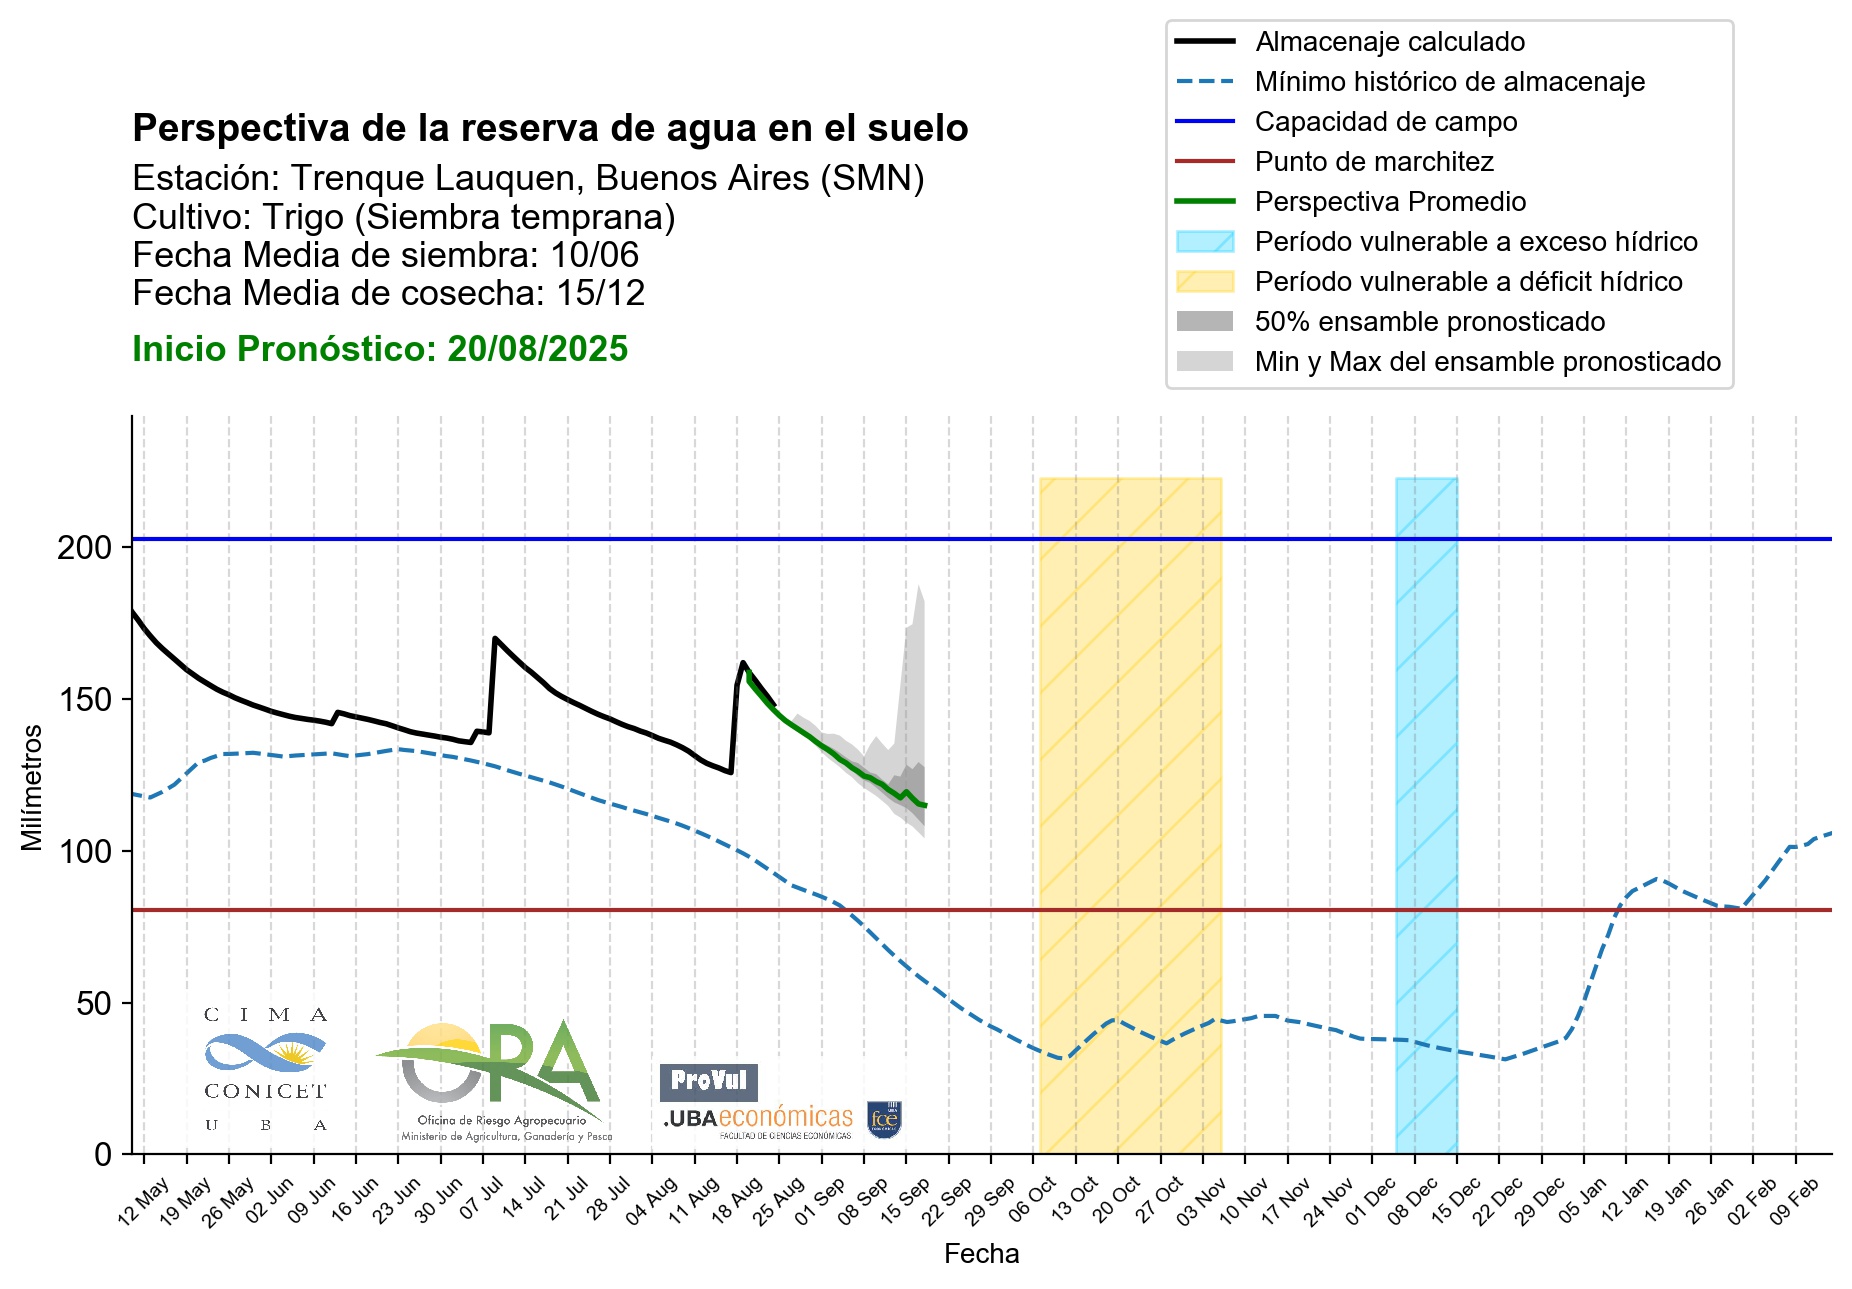 Almacenaje calculado
Mínimo histórico de almacenaje
Capacidad de campo
Punto de marchitez
Perspectiva Promedio
Período vulnerable a exceso hídrico
Período vulnerable a déficit hídrico
50% ensamble pronosticado
Min y Max del ensamble pronosticado
Perspectiva de la reserva de agua en el suelo
Estación: Trenque Lauquen, Buenos Aires (SMN)
Cultivo: Trigo (Siembra temprana)
Fecha Media de siembra: 10/06
Fecha Media de cosecha: 15/12
Inicio Pronóstico: 20/08/2025
Milímetros
200
150
100
50
0
CIMA
CONICET
UBA
ORA
Oficina de Riesgo Agropecuario
Ministerio de Agricultura, Ganadería y Pesca
ProVul
.UBAeconómicas
FACULTAD DE CIENCIAS ECONÓMICAS
UBA
fce
12 May
19 May
26 May
02 Jun
09 Jun
16 Jun
23 Jun
30 Jun
07 Jul
14 Jul
21 Jul
28 Jul
04 Aug
11 Aug
18 Aug
25 Aug
01 Sep
08 Sep
15 Sep
22 Sep
29 Sep
06 Oct
13 Oct
20 Oct
27 Oct
03 Nov
10 Nov
17 Nov
24 Nov
01 Dec
08 Dec
15 Dec
22 Dec
29 Dec
05 Jan
12 Jan
19 Jan
26 Jan
02 Feb
09 Feb
Fecha